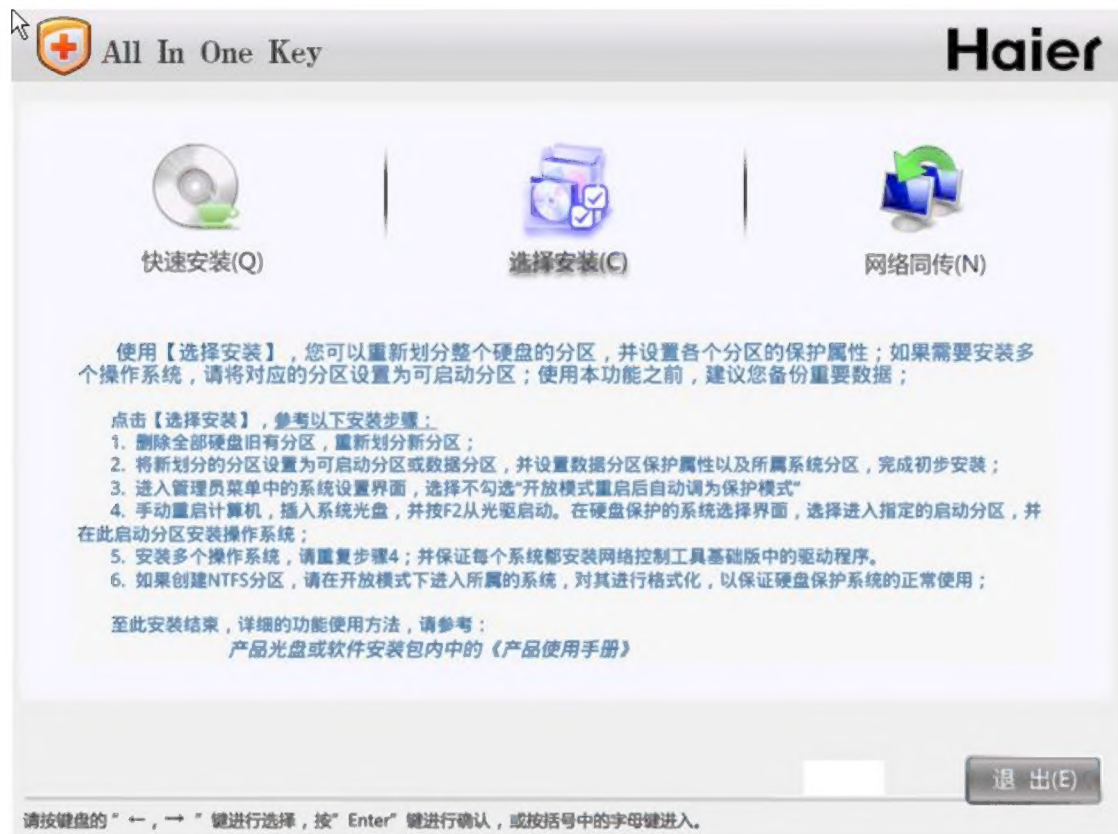 All In One Key
Haier
快速安装(Q)
选择安装(C)
网络同传(N)
使用【选择安装】，您可以重新划分整个硬盘的分区，并设置各个分区的保护属性；如果需要安装多
个操作系统，请将对应的分区设置为可启动分区；使用本功能之前，建议您备份重要数据；
点击【选择安装】，参考以下安装步骤：
1. 删除全部硬盘旧有分区，重新划分新分区；
2. 将新划分的分区设置为可启动分区或数据分区，并设置数据分区保护属性以及所属系统分区，完成初步安装；
3. 进入管理员菜单中的系统设置界面，选择不勾选“开放模式重启后自动调为保护模式”
4. 手动重启计算机，插入系统光盘，并按F2从光驱启动。在硬盘保护的系统选择界面，选择进入指定的启动分区，并
在此启动分区安装操作系统；
5. 安装多个操作系统，请重复步骤4；并保证每个系统都安装网络控制工具基础版中的驱动程序。
6. 如果创建NTFS分区，请在开放模式下进入所属的系统，对其进行格式化，以保证硬盘保护系统的正常使用；
至此安装结束，详细的功能使用方法，请参考：
产品光盘或软件安装包内中的《产品使用手册》
退 出(E)
请按键盘的“ ←，→ ”键进行选择，按“ Enter”键进行确认，或按括号中的字母键进入。